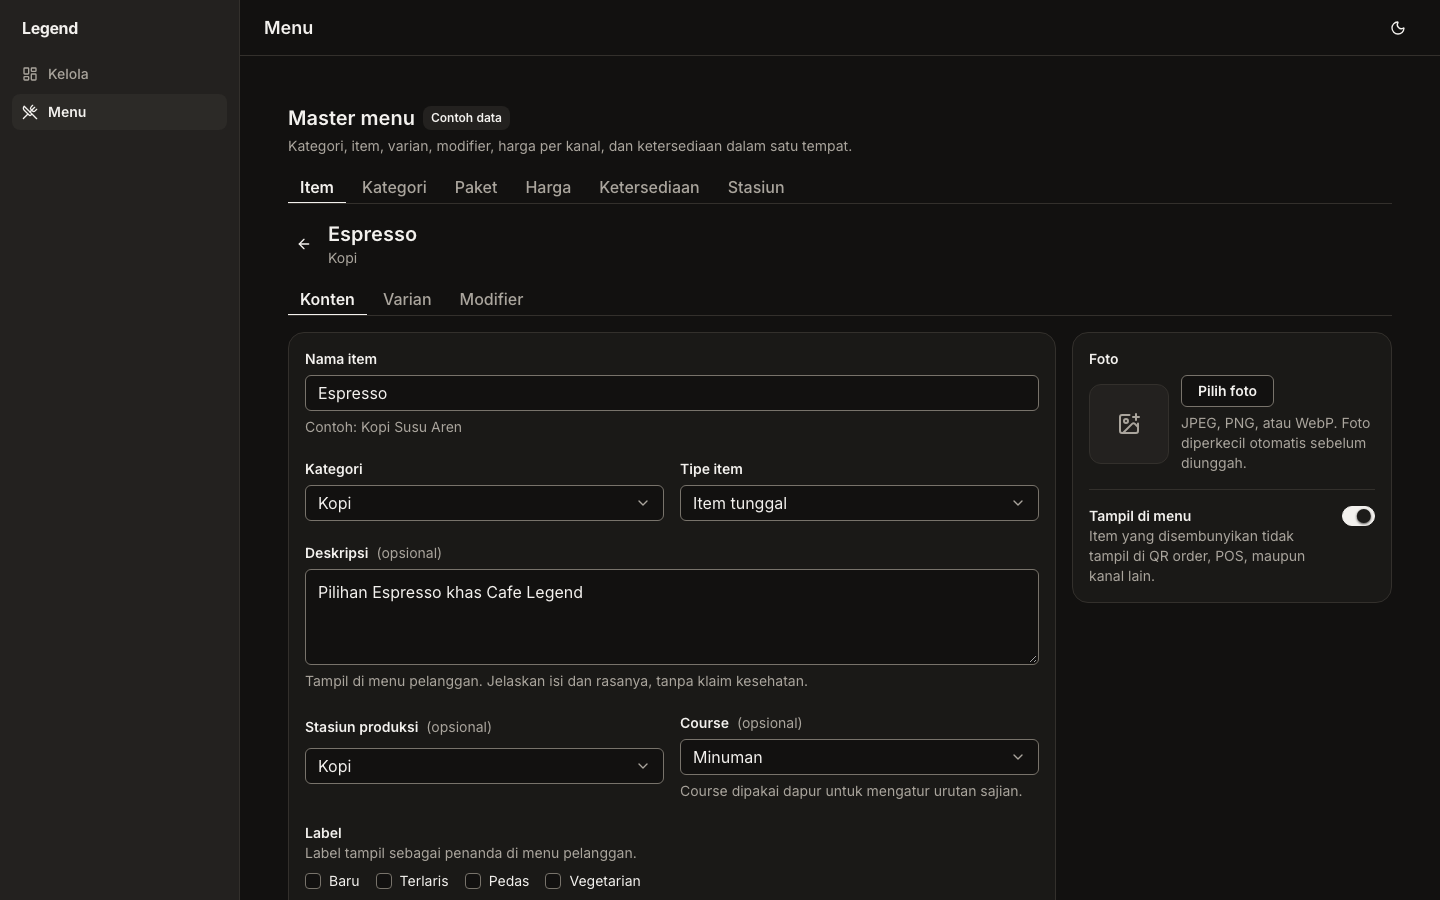 Legend
Menu
Kelola
Menu
Master menu
Contoh data
Kategori, item, varian, modifier, harga per kanal, dan ketersediaan dalam satu tempat.
Item Kategori Paket Harga Ketersediaan Stasiun
Espresso
Kopi
Konten Varian Modifier
Nama item
Espresso
Contoh: Kopi Susu Aren
Kategori
Kopi
Tipe item
Item tunggal
Deskripsi (opsional)
Pilihan Espresso khas Cafe Legend
Tampil di menu pelanggan. Jelaskan isi dan rasanya, tanpa klaim kesehatan.
Stasiun produksi (opsional)
Kopi
Course (opsional)
Minuman
Course dipakai dapur untuk mengatur urutan sajian.
Label
Label tampil sebagai penanda di menu pelanggan.
Baru Terlaris Pedas Vegetarian
Foto
Pilih foto
JPEG, PNG, atau WebP. Foto
diperkecil otomatis sebelum
diunggah.
Tampil di menu
Item yang disembunyikan tidak
tampil di QR order, POS, maupun
kanal lain.